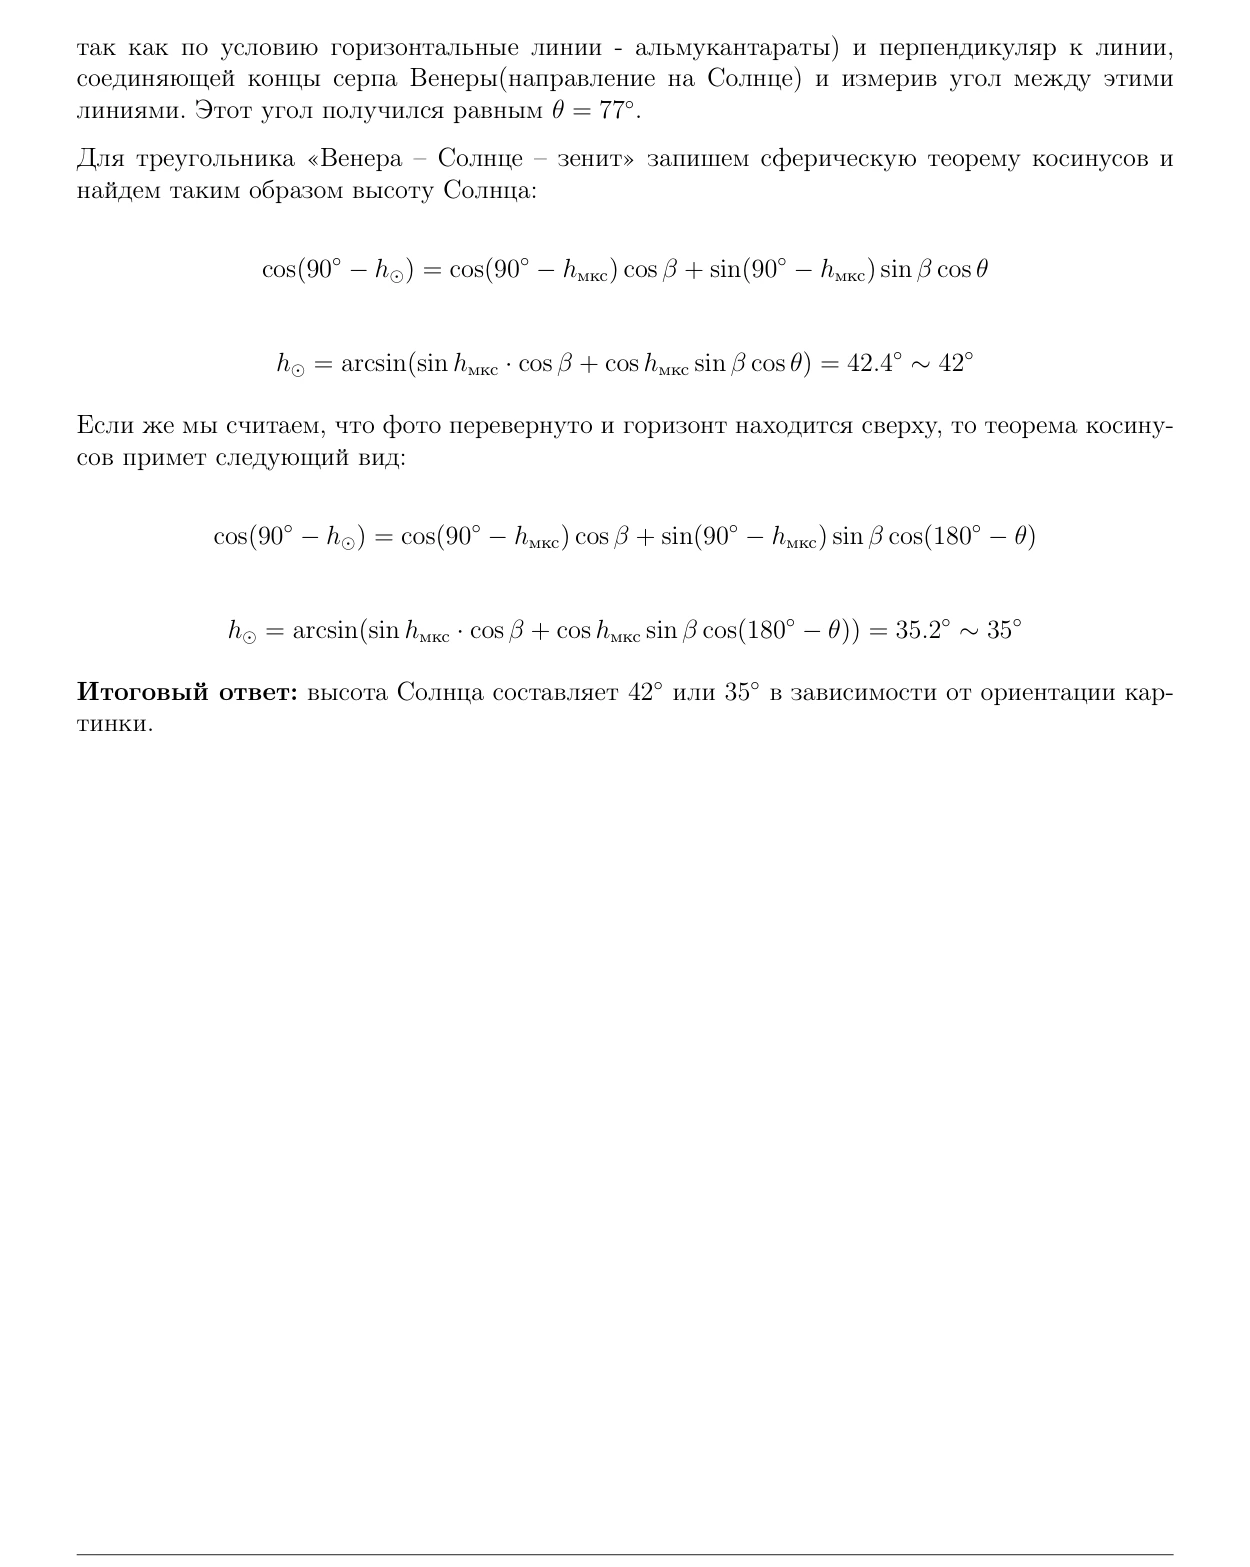 так как по условию горизонтальные линии - альмукантараты) и перпендикуляр к линии,
соединяющей концы серпа Венеры(направление на Солнце) и измерив угол между этими
линиями. Этот угол получился равным θ = 77°.
Для треугольника «Венера – Солнце – зенит» запишем сферическую теорему косинусов и
найдем таким образом высоту Солнца:
cos(90° − h☉) = cos(90° − hмкс) cos β + sin(90° − hмкс) sin β cos θ
h☉ = arcsin(sin hмкс · cos β + cos hмкс sin β cos θ) = 42.4° ∼ 42°
Если же мы считаем, что фото перевернуто и горизонт находится сверху, то теорема косину-
сов примет следующий вид:
cos(90° − h☉) = cos(90° − hмкс) cos β + sin(90° − hмкс) sin β cos(180° − θ)
h☉ = arcsin(sin hмкс · cos β + cos hмкс sin β cos(180° − θ)) = 35.2° ∼ 35°
Итоговый ответ: высота Солнца составляет 42° или 35° в зависимости от ориентации кар-
тинки.